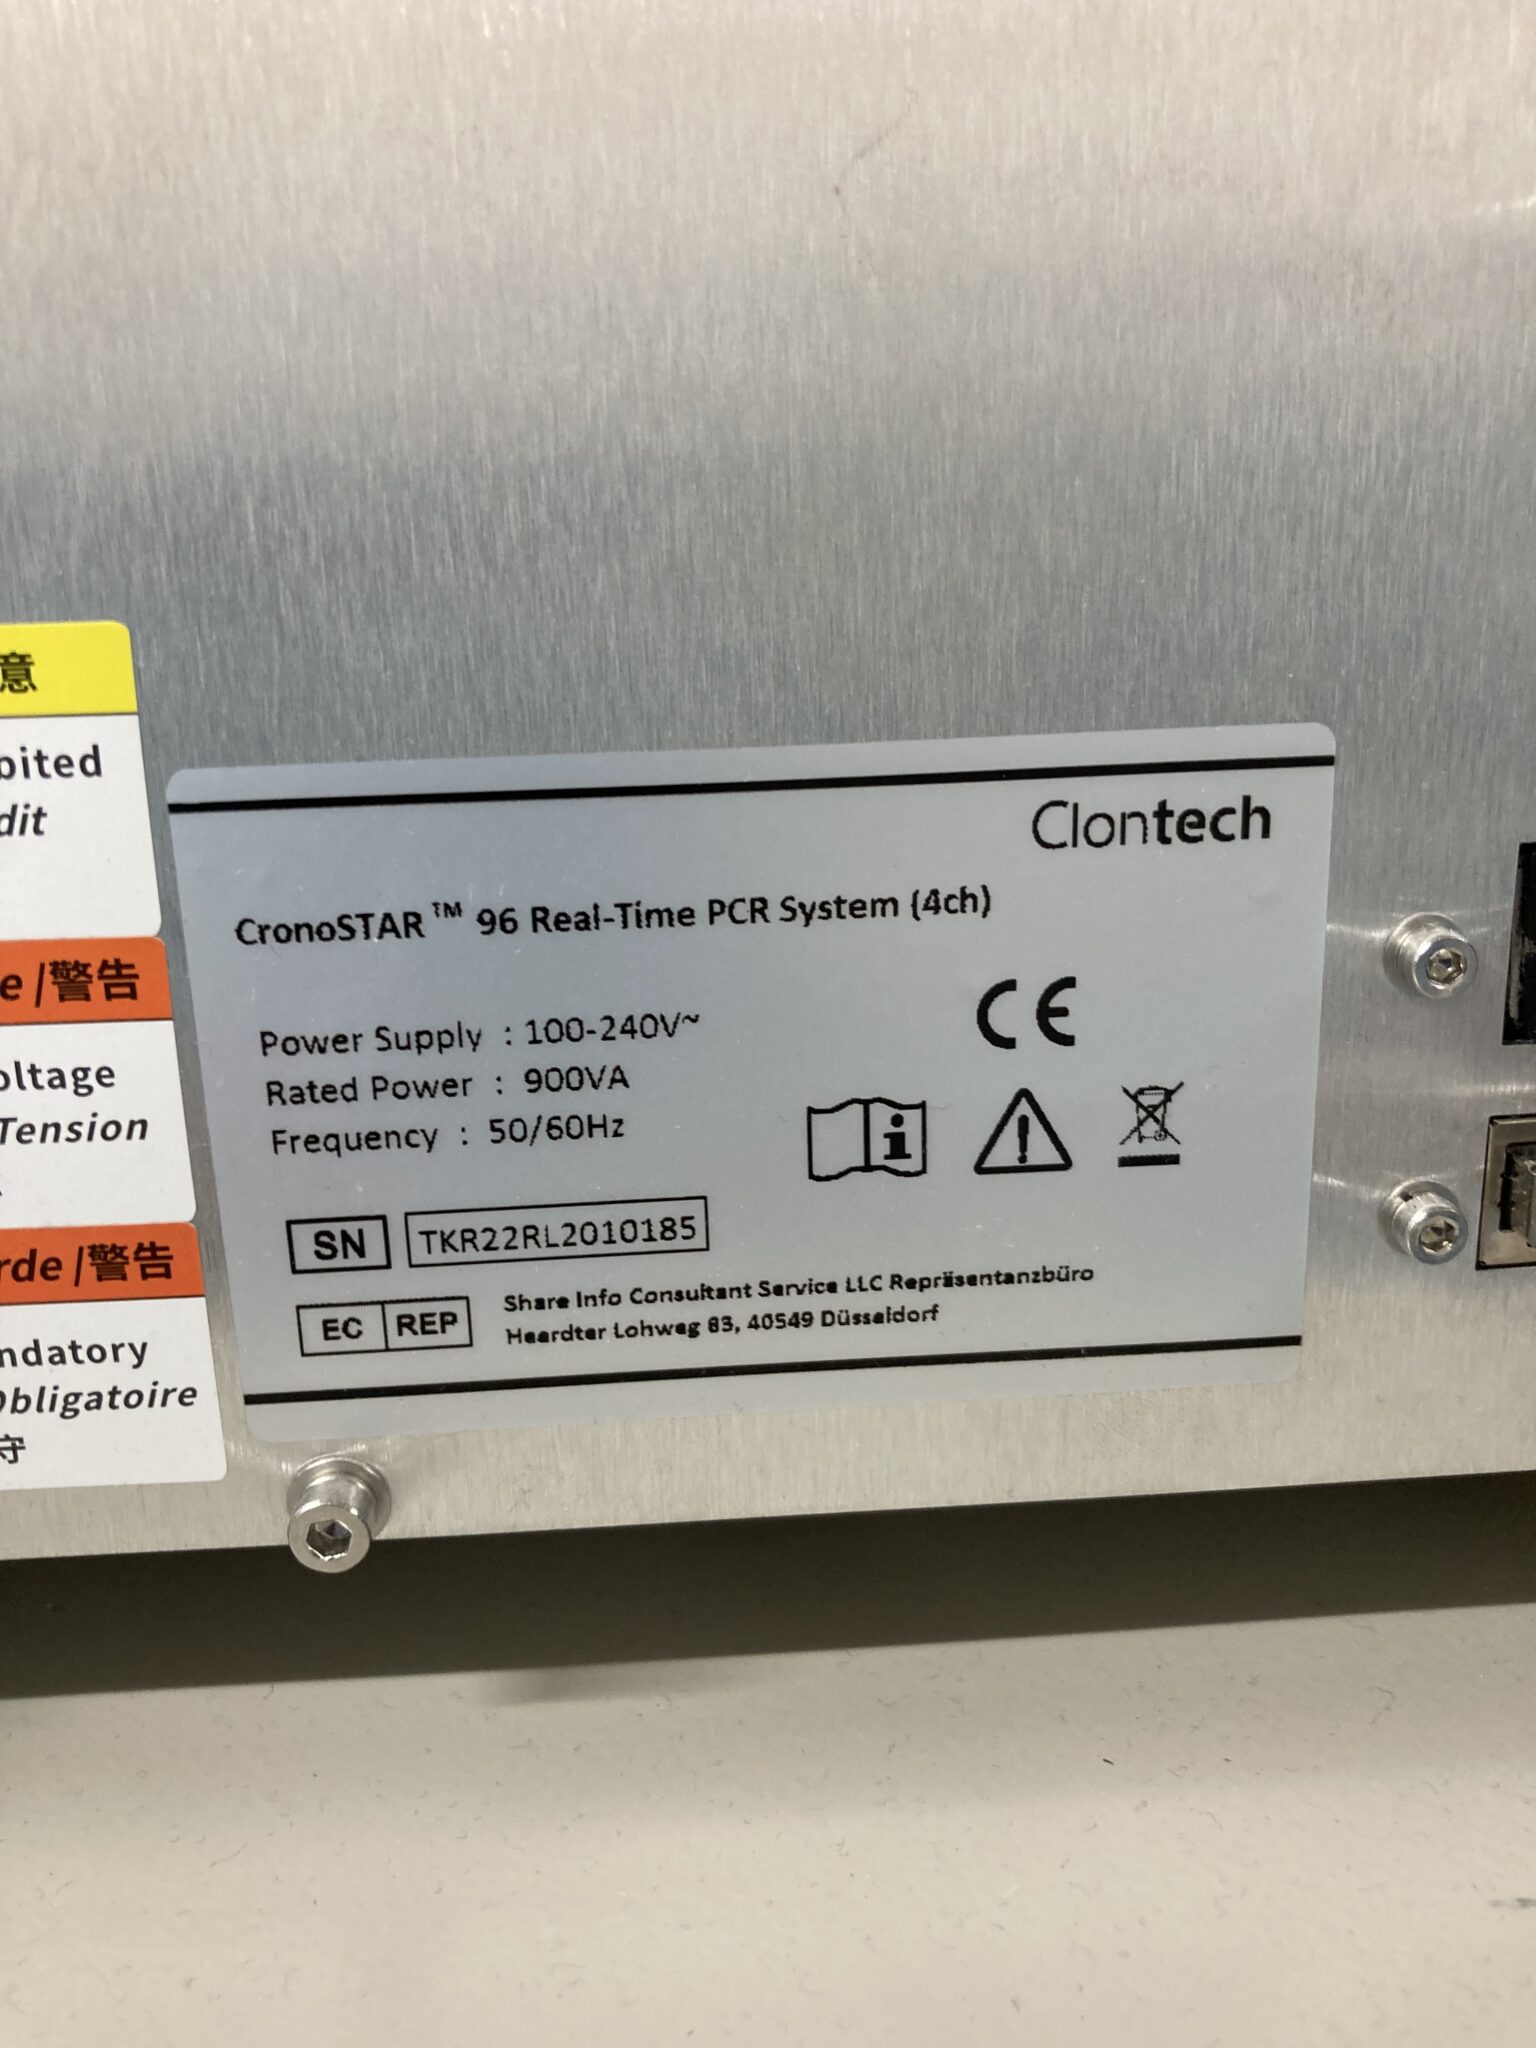 意
bited
dit
e /警告
oltage
Tension
rde /警告
ndatory
Obligatoire
守
Clontech
CronoSTAR™ 96 Real-Time PCR System (4ch)
Power Supply : 100-240V~
Rated Power : 900VA
Frequency : 50/60Hz
CE
SN TKR22RL2010185
EC REP Share Info Consultant Service LLC Repräsentanzbüro
Heerdter Lohweg 83, 40549 Düsseldorf